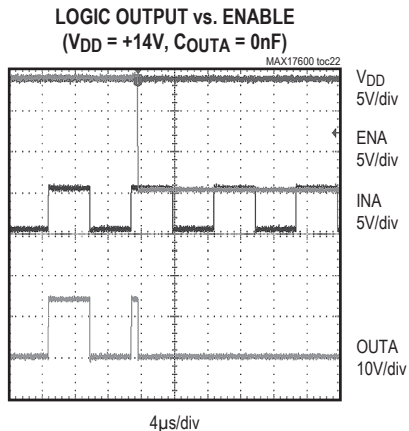 LOGIC OUTPUT vs. ENABLE
(VDD = +14V, COUTA = 0nF)
MAX17600 toc22
VDD
5V/div
ENA
5V/div
INA
5V/div
OUTA
10V/div
4µs/div